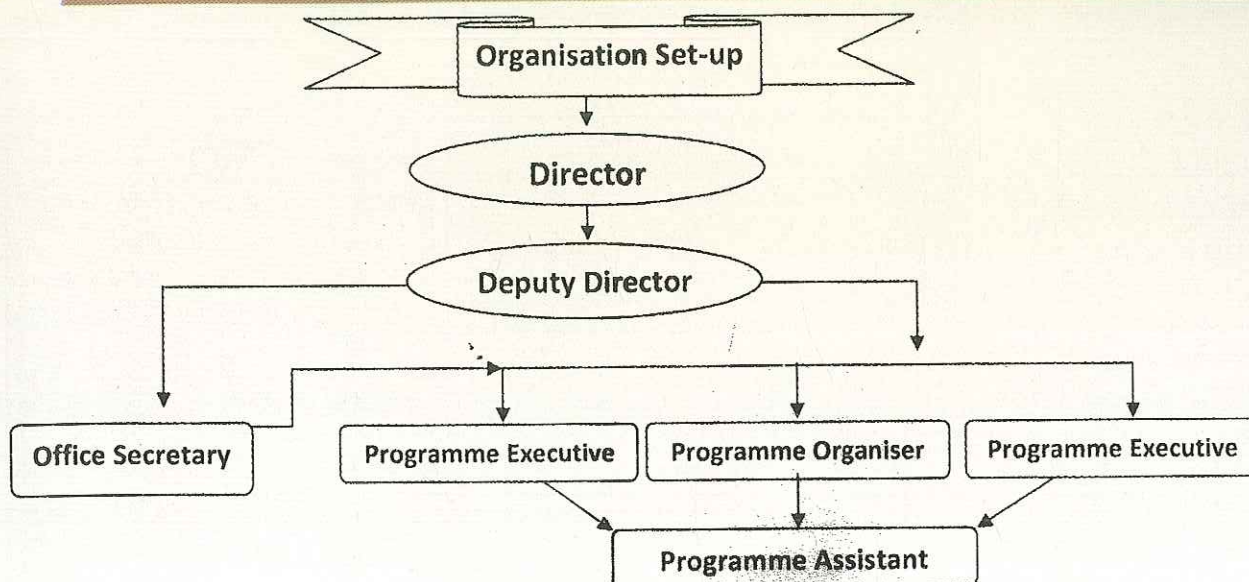 Organisation Set-up
Director
Deputy Director
Office Secretary
Programme Executive
Programme Organiser
Programme Executive
Programme Assistant